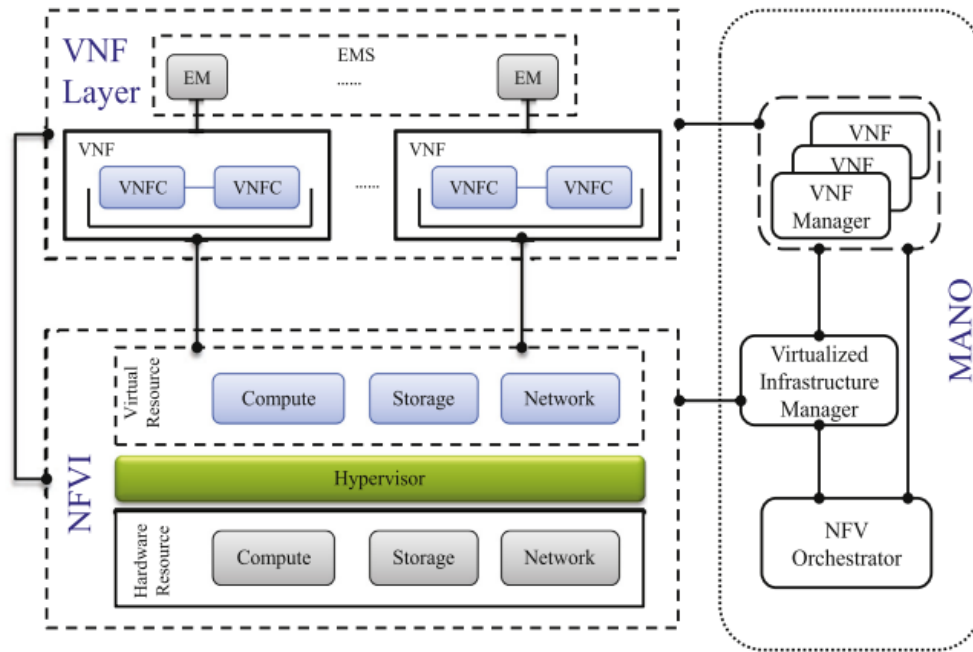 VNF
Layer
EMS
EM
......
EM
VNF
VNFC
VNFC
......
VNF
VNFC
VNFC
NFVI
Virtual
Resource
Compute
Storage
Network
Hypervisor
Hardware
Resource
Compute
Storage
Network
MANO
VNF
VNF
VNF
Manager
Virtualized
Infrastructure
Manager
NFV
Orchestrator